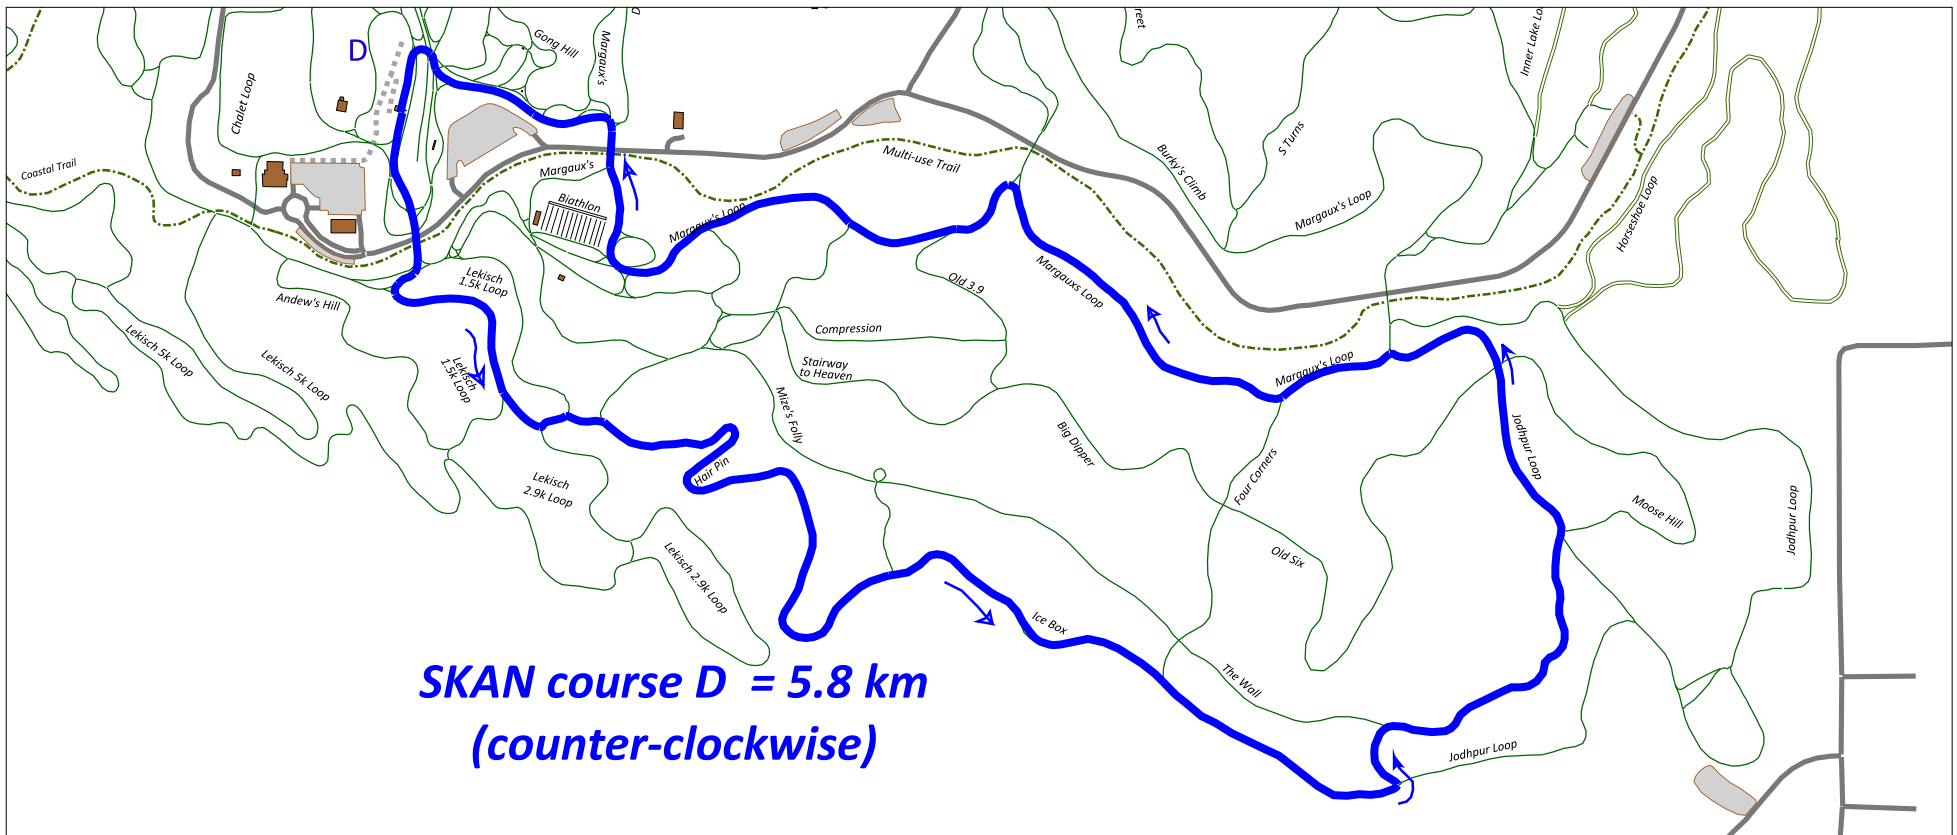 D
Gong Hill
Margaux's
D
reet
Inner Lake Lo
Chalet Loop
Coastal Trail
Margaux's
Biathlon
Margaux's Loop
Multi-use Trail
Burky's Climb
S Turns
Margaux's Loop
Horseshoe Loop
Andew's Hill
Lekisch
1.5k Loop
Old 3.9
Margauxs Loop
Lekisch 5k Loop
Lekisch 5k Loop
Lekisch
1.5k Loop
Compression
Stairway
to Heaven
Margaux's Loop
Mize's Folly
Big Dipper
Four Corners
Jodhpur Loop
Hair Pin
Lekisch
2.9k Loop
Moose Hill
Jodhpur Loop
Lekisch 2.9k Loop
Old Six
Ice Box
The Wall
Jodhpur Loop
SKAN course D = 5.8 km
(counter-clockwise)